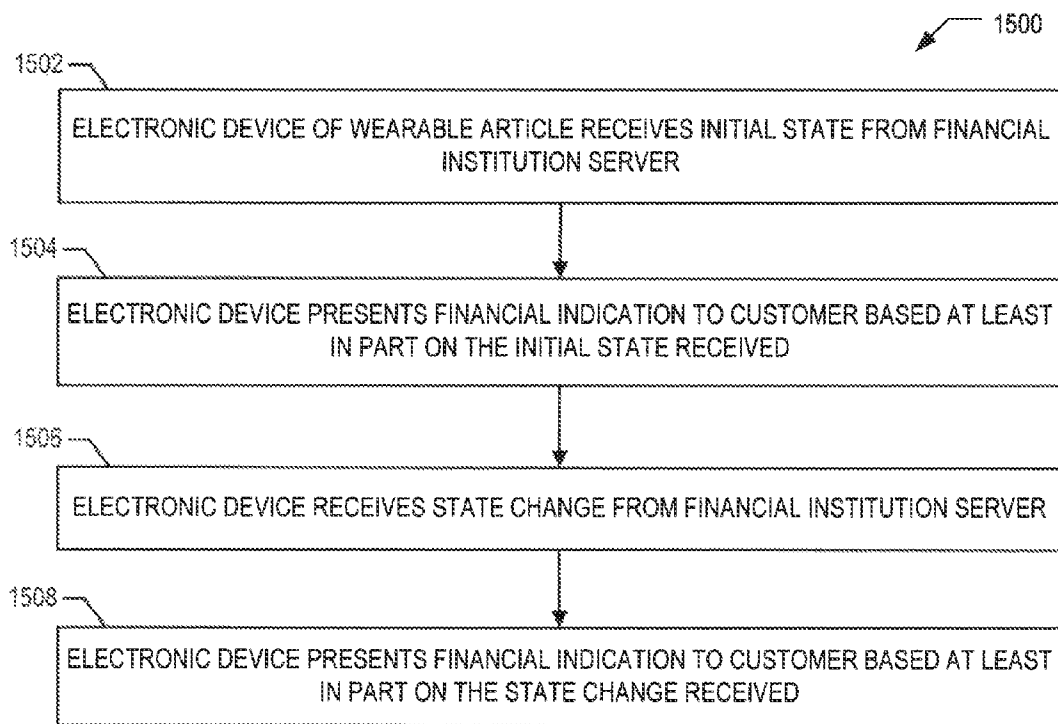 1500
1502
ELECTRONIC DEVICE OF WEARABLE ARTICLE RECEIVES INITIAL STATE FROM FINANCIAL
INSTITUTION SERVER
1504
ELECTRONIC DEVICE PRESENTS FINANCIAL INDICATION TO CUSTOMER BASED AT LEAST
IN PART ON THE INITIAL STATE RECEIVED
1506
ELECTRONIC DEVICE RECEIVES STATE CHANGE FROM FINANCIAL INSTITUTION SERVER
1508
ELECTRONIC DEVICE PRESENTS FINANCIAL INDICATION TO CUSTOMER BASED AT LEAST
IN PART ON THE STATE CHANGE RECEIVED